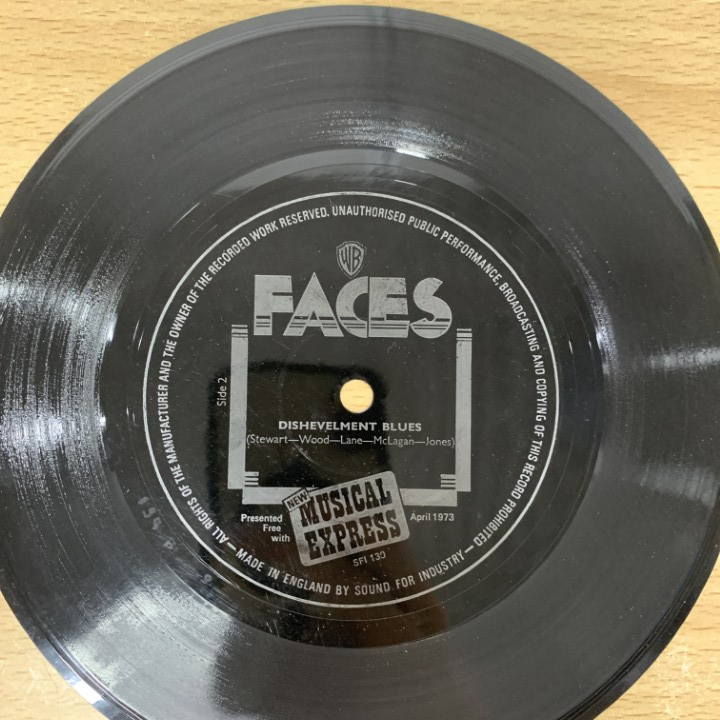 ALL RIGHTS OF THE MANUFACTURER AND THE OWNER OF THE RECORDED WORK RESERVED. UNAUTHORISED PUBLIC PERFORMANCE, BROADCASTING AND COPYING OF THIS RECORD PROHIBITED — MADE IN ENGLAND BY SOUND FOR INDUSTRY —
WB
FACES
Side 2
DISHEVELMENT BLUES
(Stewart—Wood—Lane—McLagan—Jones)
Presented
Free
with
NEW
MUSICAL
EXPRESS
April 1973
SFI 139